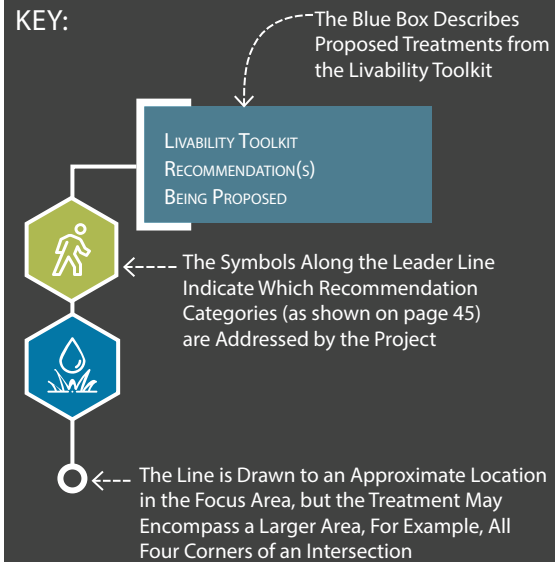 KEY:
The Blue Box Describes
Proposed Treatments from
the Livability Toolkit
Livability Toolkit
Recommendation(s)
Being Proposed
The Symbols Along the Leader Line
Indicate Which Recommendation
Categories (as shown on page 45)
are Addressed by the Project
The Line is Drawn to an Approximate Location
in the Focus Area, but the Treatment May
Encompass a Larger Area, For Example, All
Four Corners of an Intersection